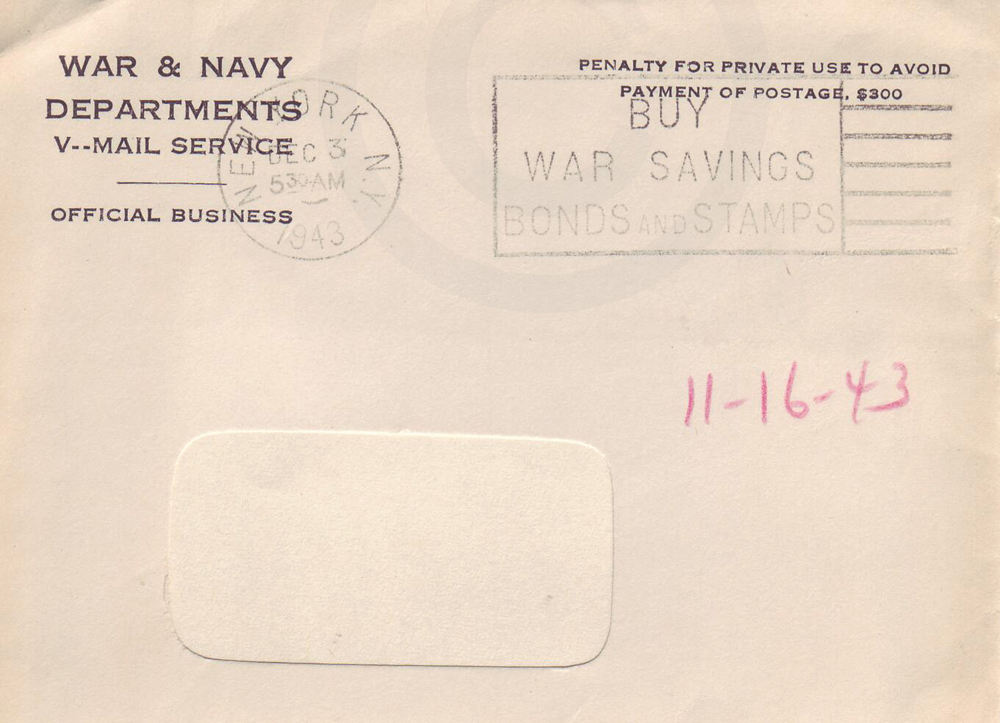 WAR & NAVY
DEPARTMENTS
V--MAIL SERVICE
OFFICIAL BUSINESS
NEW YORK N.Y.
DEC 3
5 30 AM
1943
PENALTY FOR PRIVATE USE TO AVOID
PAYMENT OF POSTAGE, $300
BUY
WAR SAVINGS
BONDS AND STAMPS
11-16-43